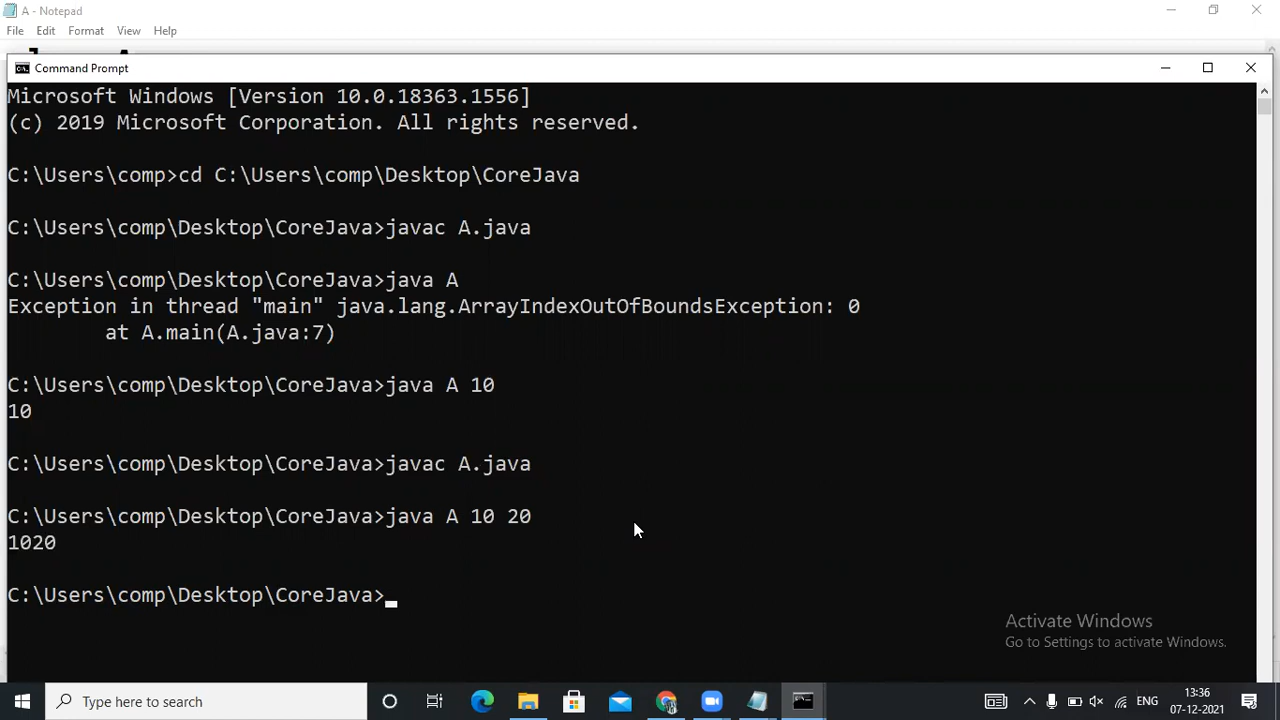 A - Notepad
File Edit Format View Help
Command Prompt
Microsoft Windows [Version 10.0.18363.1556]
(c) 2019 Microsoft Corporation. All rights reserved.
C:\Users\comp>cd C:\Users\comp\Desktop\CoreJava
C:\Users\comp\Desktop\CoreJava>javac A.java
C:\Users\comp\Desktop\CoreJava>java A
Exception in thread "main" java.lang.ArrayIndexOutOfBoundsException: 0
at A.main(A.java:7)
C:\Users\comp\Desktop\CoreJava>java A 10
10
C:\Users\comp\Desktop\CoreJava>javac A.java
C:\Users\comp\Desktop\CoreJava>java A 10 20
1020
C:\Users\comp\Desktop\CoreJava>
Activate Windows
Go to Settings to activate Windows.
Type here to search
ENG
13:36
07-12-2021